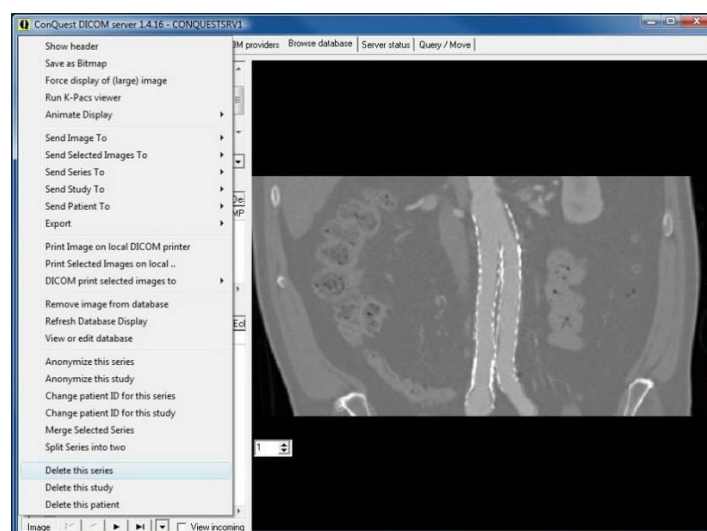 ConQuest DICOM server 1.4.16 - CONQUESTSRV1
OM providers Browse database Server status Query / Move
Show header
Save as Bitmap
Force display of (large) image
Run K-Pacs viewer
Animate Display
Send Image To
Send Selected Images To
Send Series To
Send Study To
Send Patient To
Export
Print Image on local DICOM printer
Print Selected Images on local ..
DICOM print selected images to
Remove image from database
Refresh Database Display
View or edit database
Anonymize this series
Anonymize this study
Change patient ID for this series
Change patient ID for this study
Merge Selected Series
Split Series into two
Delete this series
Delete this study
Delete this patient
De
MP
Ecl
1
Image View incoming